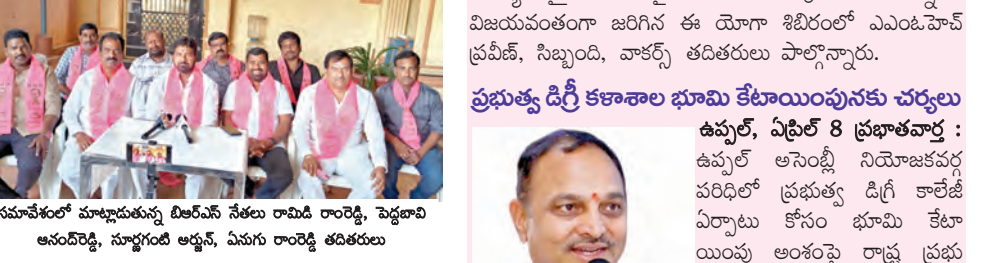 సమావేశంలో మాట్లాడుతున్న బిఆర్ఎస్ నేతలు రామిడి రాంరెడ్డి, పెద్దబావి
ఆనంద్‌రెడ్డి, సూర్ణగంటి అర్జున్, ఏనుగు రాంరెడ్డి తదితరులు
విజయవంతంగా జరిగిన ఈ యోగా శిబిరంలో ఎఎంఓహెచ్
ప్రవీణ్, సిబ్బంది, వాకర్స్ తదితరులు పాల్గొన్నారు.
ప్రభుత్వ డిగ్రీ కళాశాల భూమి కేటాయింపునకు చర్యలు
ఉప్పల్, ఏప్రిల్ 8 ప్రభాతవార్త :
ఉప్పల్ అసెంబ్లీ నియోజకవర్గ
పరిధిలో ప్రభుత్వ డిగ్రీ కాలేజీ
ఏర్పాటు కోసం భూమి కేటా
యింపు అంశంపై రాష్ట్ర ప్రభు